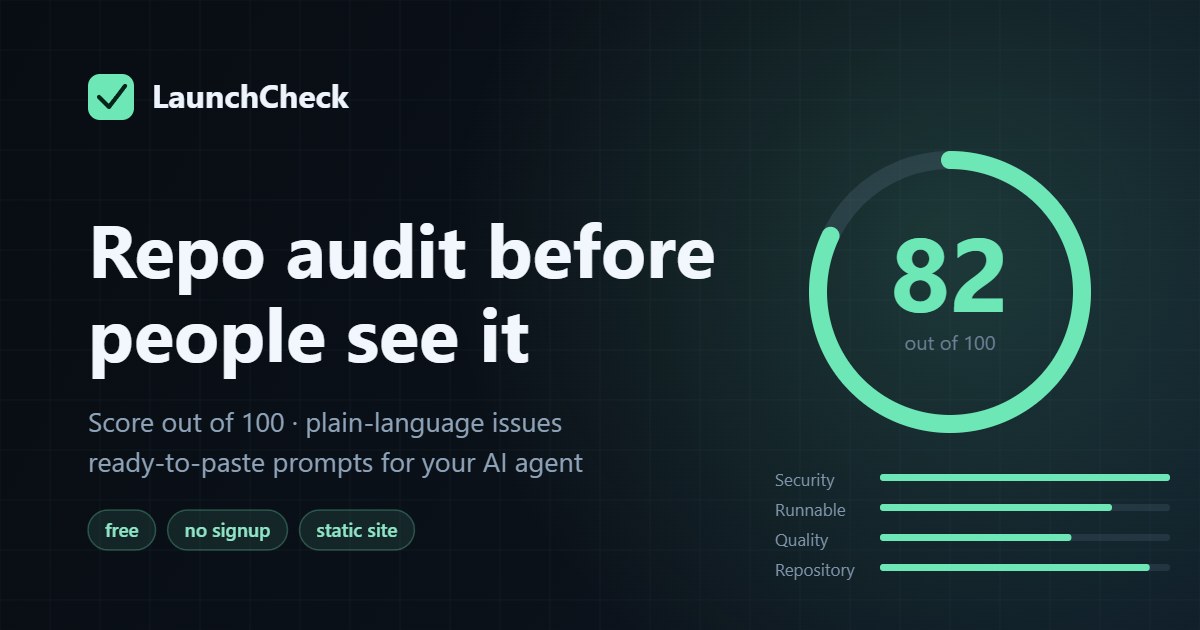 LaunchCheck
Repo audit before
people see it
Score out of 100 · plain-language issues
ready-to-paste prompts for your AI agent
free
no signup
static site
82
out of 100
Security
Runnable
Quality
Repository